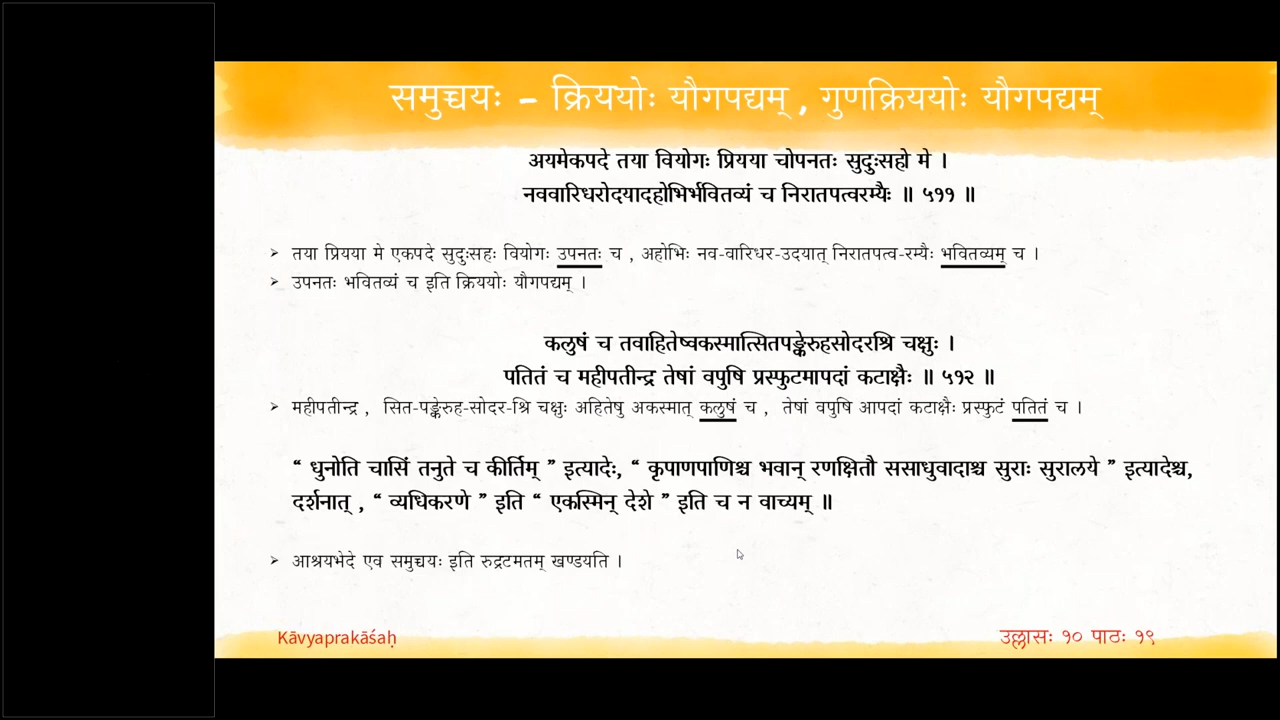 समुच्चयः - क्रिययोः यौगपद्यम् , गुणक्रिययोः यौगपद्यम्
अयमेकपदे तया वियोगः प्रियया चोपनतः सुदुःसहो मे ।
नववारिधरोदयादहोभिर्भवितव्यं च निरातपत्वरम्यैः ॥ ५११ ॥
➢ तया प्रियया मे एकपदे सुदुःसहः वियोगः उपनतः च , अहोभिः नव-वारिधर-उदयात् निरातपत्व-रम्यैः भवितव्यम् च ।
➢ उपनतः भवितव्यं च इति क्रिययोः यौगपद्यम् ।
कलुषं च तवाहितेष्वकस्मात्सितपङ्केरुहसोदरश्रि चक्षुः ।
पतितं च महीपतीन्द्र तेषां वपुषि प्रस्फुटमापदां कटाक्षैः ॥ ५१२ ॥
➢ महीपतीन्द्र , सित-पङ्केरुह-सोदर-श्रि चक्षुः अहितेषु अकस्मात् कलुषं च , तेषां वपुषि आपदां कटाक्षैः प्रस्फुटं पतितं च ।
“ धुनोति चासिं तनुते च कीर्तिम् ” इत्यादेः, “ कृपाणपाणिश्च भवान् रणक्षितौ ससाधुवादाश्च सुराः सुरालये ” इत्यादेश्च,
दर्शनात् , “ व्यधिकरणे ” इति “ एकस्मिन् देशे ” इति च न वाच्यम् ॥
➢ आश्रयभेदे एव समुच्चयः इति रुद्रटमतम् खण्डयति ।
Kāvyaprakāśaḥ
उल्लासः १० पाठः १९